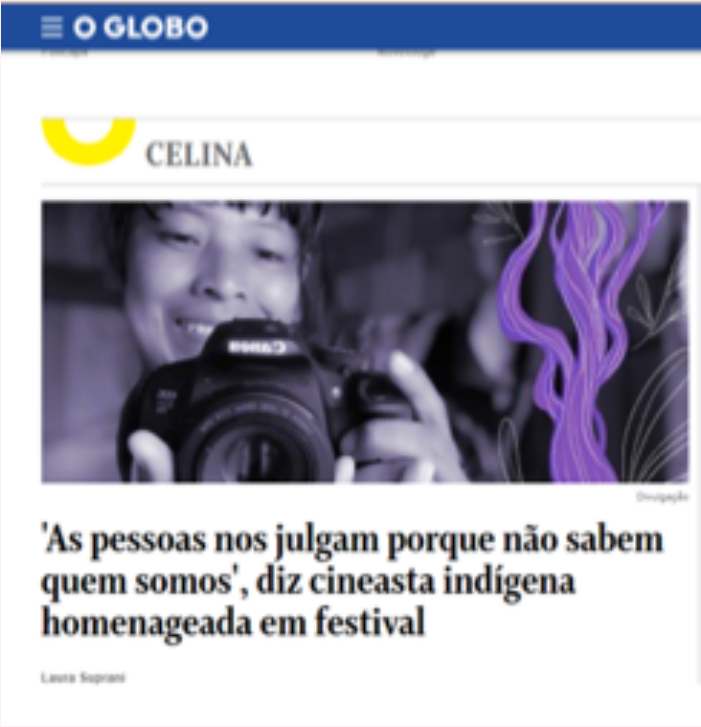 O GLOBO
CELINA
Canon
Divulgação
'As pessoas nos julgam porque não sabem
quem somos', diz cineasta indígena
homenageada em festival
Laura Suprani